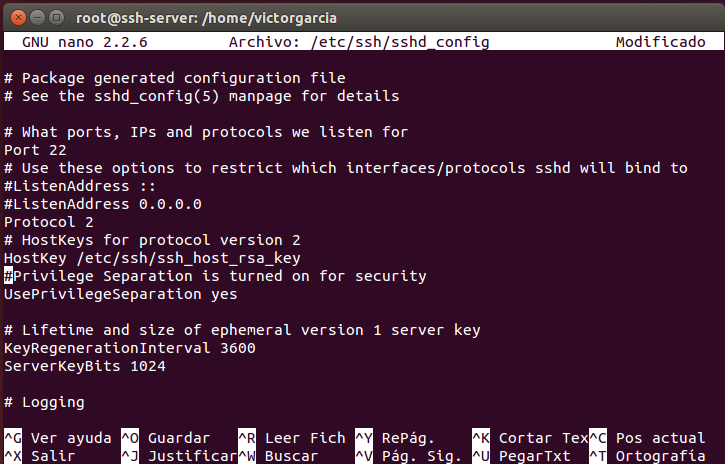 root@ssh-server: /home/victorgarcia
GNU nano 2.2.6 Archivo: /etc/ssh/sshd_config Modificado
# Package generated configuration file
# See the sshd_config(5) manpage for details
# What ports, IPs and protocols we listen for
Port 22
# Use these options to restrict which interfaces/protocols sshd will bind to
#ListenAddress ::
#ListenAddress 0.0.0.0
Protocol 2
# HostKeys for protocol version 2
HostKey /etc/ssh/ssh_host_rsa_key
#Privilege Separation is turned on for security
UsePrivilegeSeparation yes
# Lifetime and size of ephemeral version 1 server key
KeyRegenerationInterval 3600
ServerKeyBits 1024
# Logging
^G Ver ayuda ^O Guardar ^R Leer Fich ^Y RePág. ^K Cortar Tex ^C Pos actual
^X Salir ^J Justificar ^W Buscar ^V Pág. Sig. ^U PegarTxt ^T Ortografía